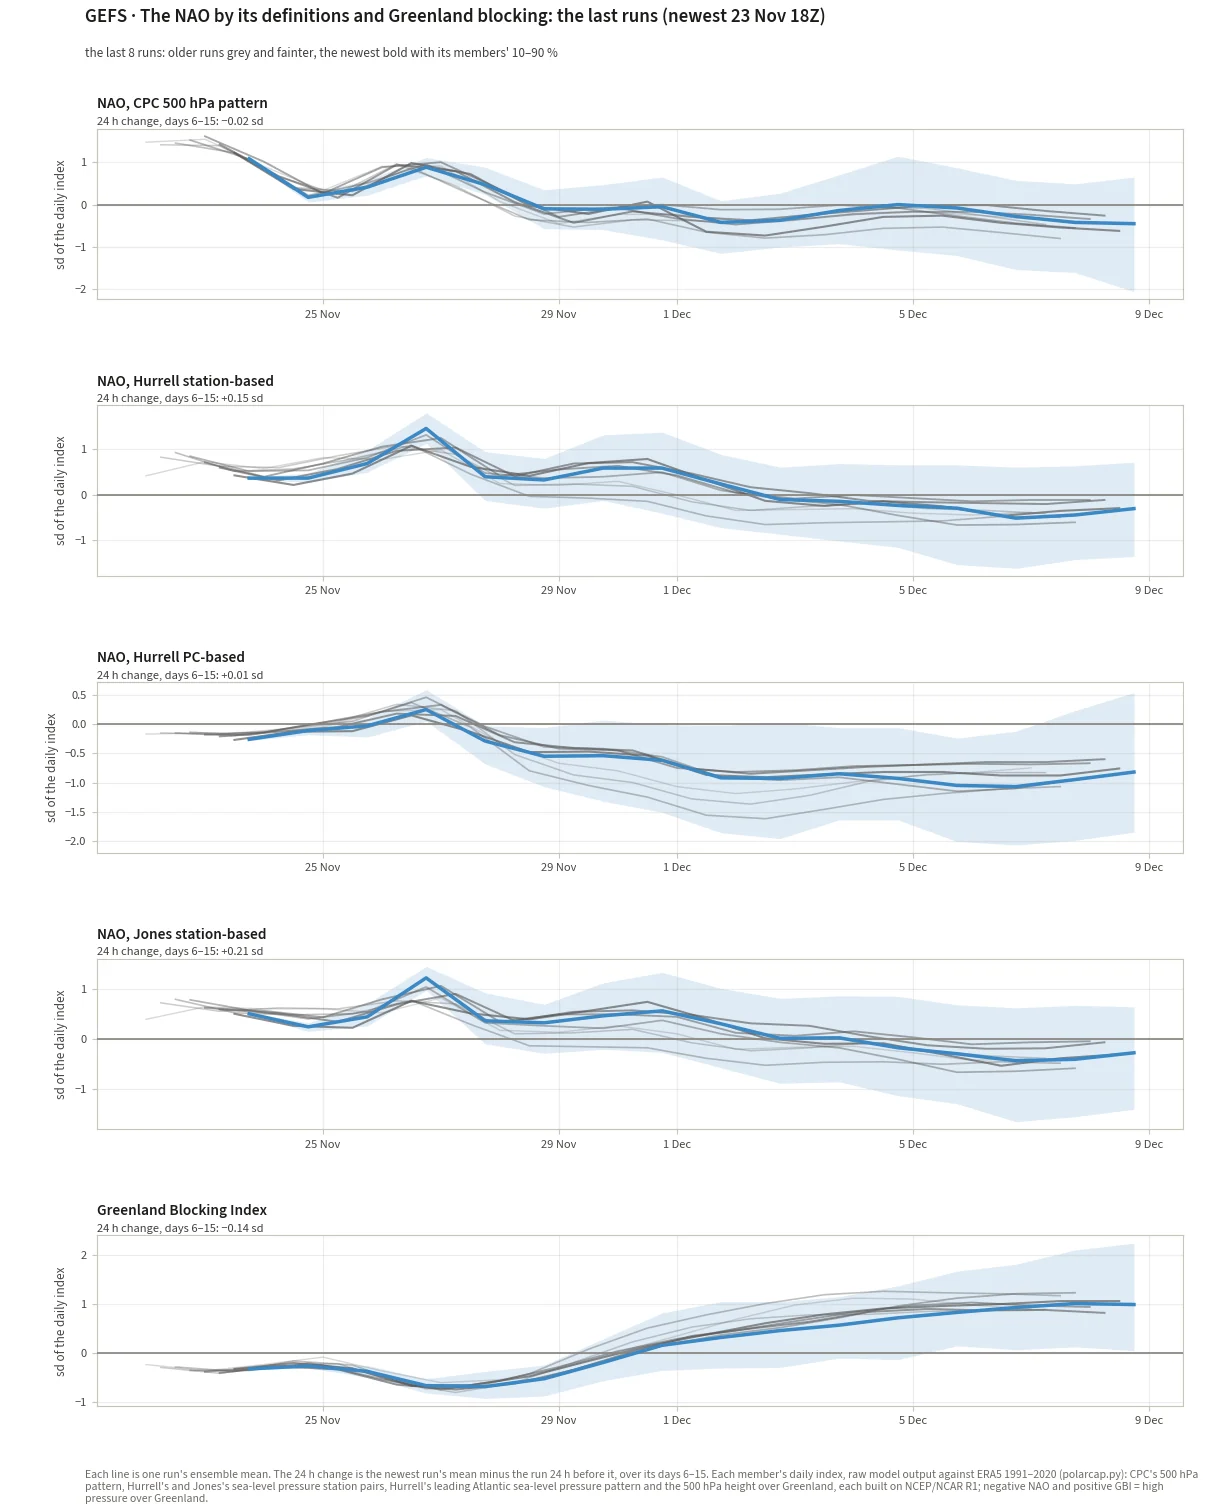 GEFS · The NAO by its definitions and Greenland blocking: the last runs (newest 23 Nov 18Z)
the last 8 runs: older runs grey and fainter, the newest bold with its members' 10–90 %
NAO, CPC 500 hPa pattern
24 h change, days 6–15: −0.02 sd
sd of the daily index
1
0
−1
−2
25 Nov
29 Nov
1 Dec
5 Dec
9 Dec
NAO, Hurrell station-based
24 h change, days 6–15: +0.15 sd
sd of the daily index
1
0
−1
25 Nov
29 Nov
1 Dec
5 Dec
9 Dec
NAO, Hurrell PC-based
24 h change, days 6–15: +0.01 sd
sd of the daily index
0.5
0.0
−0.5
−1.0
−1.5
−2.0
25 Nov
29 Nov
1 Dec
5 Dec
9 Dec
NAO, Jones station-based
24 h change, days 6–15: +0.21 sd
sd of the daily index
1
0
−1
25 Nov
29 Nov
1 Dec
5 Dec
9 Dec
Greenland Blocking Index
24 h change, days 6–15: −0.14 sd
sd of the daily index
2
1
0
−1
25 Nov
29 Nov
1 Dec
5 Dec
9 Dec
Each line is one run's ensemble mean. The 24 h change is the newest run's mean minus the run 24 h before it, over its days 6–15. Each member's daily index, raw model output against ERA5 1991–2020 (polarcap.py): CPC's 500 hPa
pattern, Hurrell's and Jones's sea-level pressure station pairs, Hurrell's leading Atlantic sea-level pressure pattern and the 500 hPa height over Greenland, each built on NCEP/NCAR R1; negative NAO and positive GBI = high
pressure over Greenland.